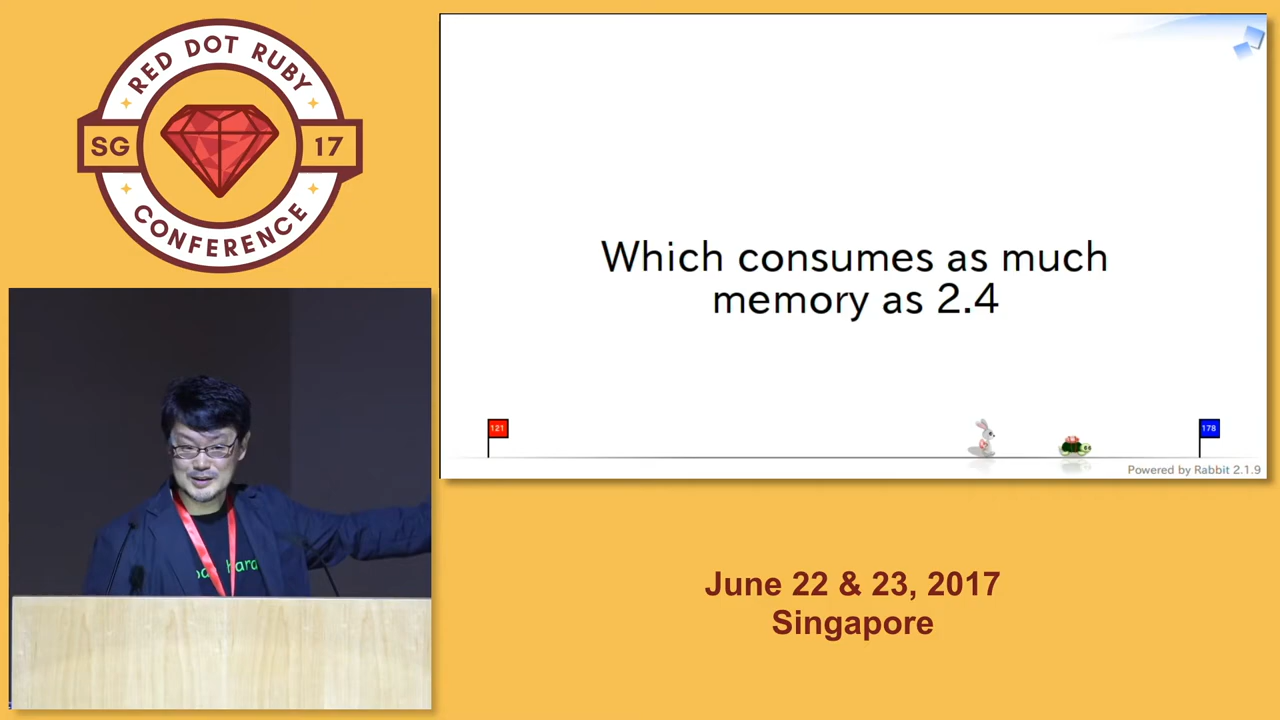 RED DOT RUBY
SG 17
CONFERENCE
Which consumes as much
memory as 2.4
121
178
Powered by Rabbit 2.1.9
June 22 & 23, 2017
Singapore